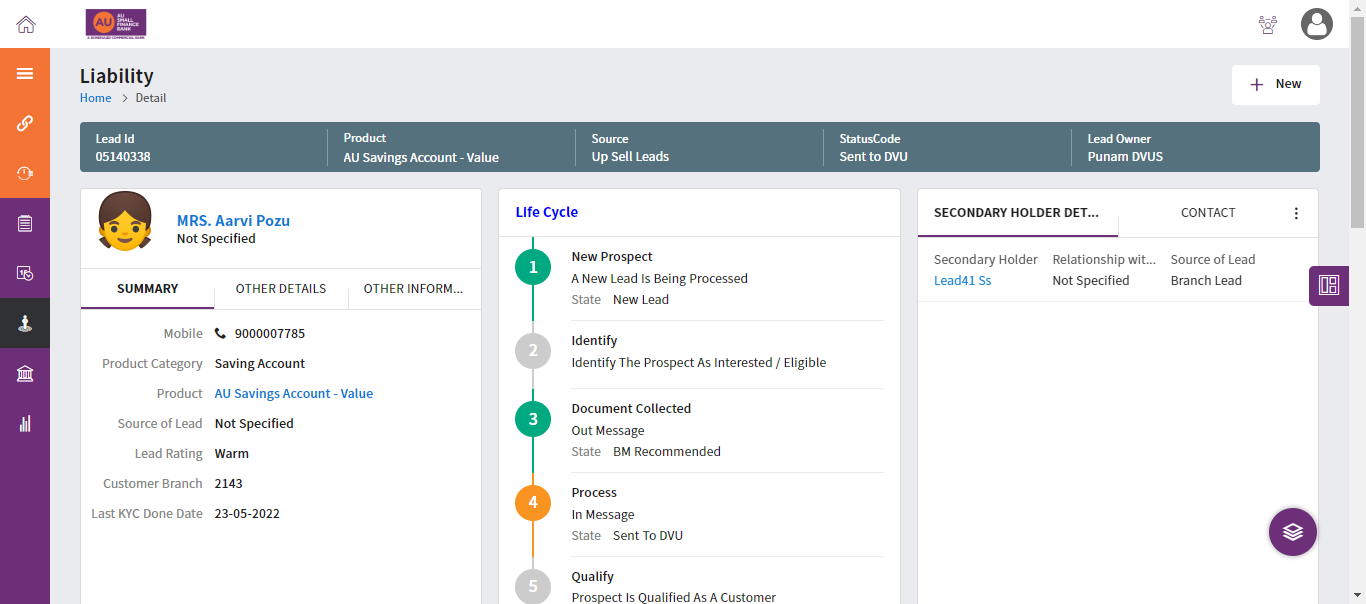 AU
AU
SMALL
FINANCE
BANK
A SCHEDULED COMMERCIAL BANK
Liability
Home > Detail
+ New
Lead Id
05140338
Product
AU Savings Account - Value
Source
Up Sell Leads
StatusCode
Sent to DVU
Lead Owner
Punam DVUS
MRS. Aarvi Pozu
Not Specified
SUMMARY OTHER DETAILS OTHER INFORM...
Mobile 9000007785
Product Category Saving Account
Product AU Savings Account - Value
Source of Lead Not Specified
Lead Rating Warm
Customer Branch 2143
Last KYC Done Date 23-05-2022
LIfe Cycle
1 New Prospect
A New Lead Is Being Processed
State New Lead
2 Identify
Identify The Prospect As Interested / Eligible
3 Document Collected
Out Message
State BM Recommended
4 Process
In Message
State Sent To DVU
5 Qualify
Prospect Is Qualified As A Customer
SECONDARY HOLDER DET... CONTACT
Secondary Holder Relationship wit... Source of Lead
Lead41 Ss Not Specified Branch Lead